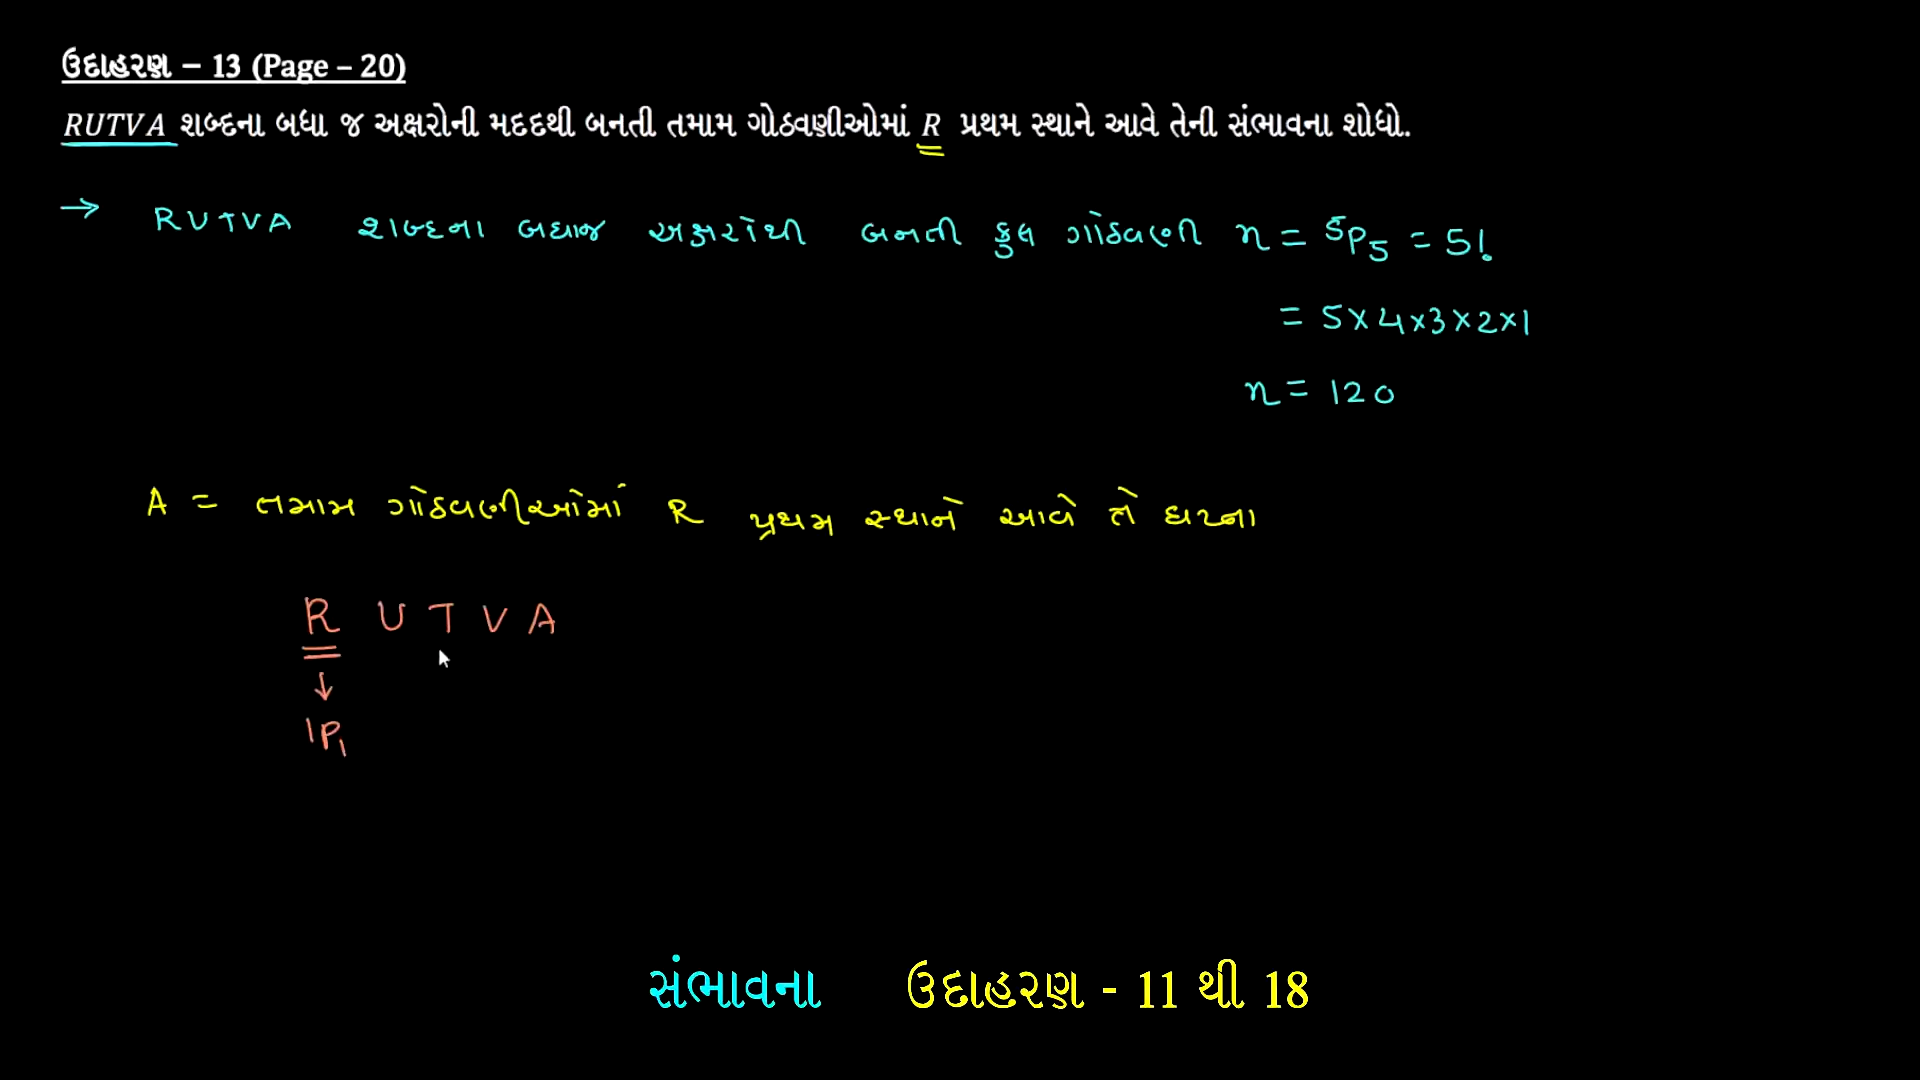 ઉદાહરણ – 13 (Page – 20)
RUTVA શબ્દના બધા જ અક્ષરોની મદદથી બનતી તમામ ગોઠવણીઓમાં R પ્રથમ સ્થાને આવે તેની સંભાવના શોધો.
→ RUTVA શબ્દના બધાજ અક્ષરોથી બનતી કુલ ગોઠવણી n = ⁵P₅ = 5!
= 5×4×3×2×1
n = 120
A = તમામ ગોઠવણીઓમાં R પ્રથમ સ્થાને આવે તે ઘટના
R U T V A
↓
¹P₁
સંભાવના ઉદાહરણ - 11 થી 18